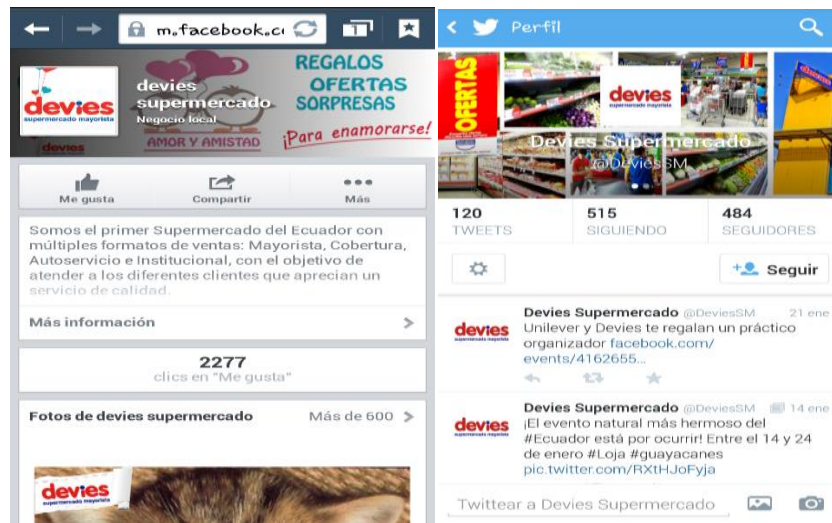 m.facebook.c
devies
supermercado mayorista
devies
supermercado
Negocio local
REGALOS
OFERTAS
SORPRESAS
¡Para enamorarse!
AMOR Y AMISTAD
devies
Me gusta
Compartir
Más
Somos el primer Supermercado del Ecuador con
múltiples formatos de ventas: Mayorista, Cobertura,
Autoservicio e Institucional, con el objetivo de
atender a los diferentes clientes que aprecian un
servicio de calidad.
Más información
2277
clics en "Me gusta"
Fotos de devies supermercado
Más de 600
devies
supermercado mayorista
Perfil
OFERTAS
devies
supermercado mayorista
Devies Supermercado
@DeviesSM
120
TWEETS
515
SIGUIENDO
484
SEGUIDORES
Seguir
Devies Supermercado @DeviesSM 21 ene
devies
supermercado mayorista
Unilever y Devies te regalan un práctico
organizador facebook.com/
events/4162655...
Devies Supermercado @DeviesSM 14 ene
devies
supermercado mayorista
¡El evento natural más hermoso del
#Ecuador está por ocurrir! Entre el 14 y 24
de enero #Loja #guayacanes
pic.twitter.com/RXtHJoFyja
Twittear a Devies Supermercado